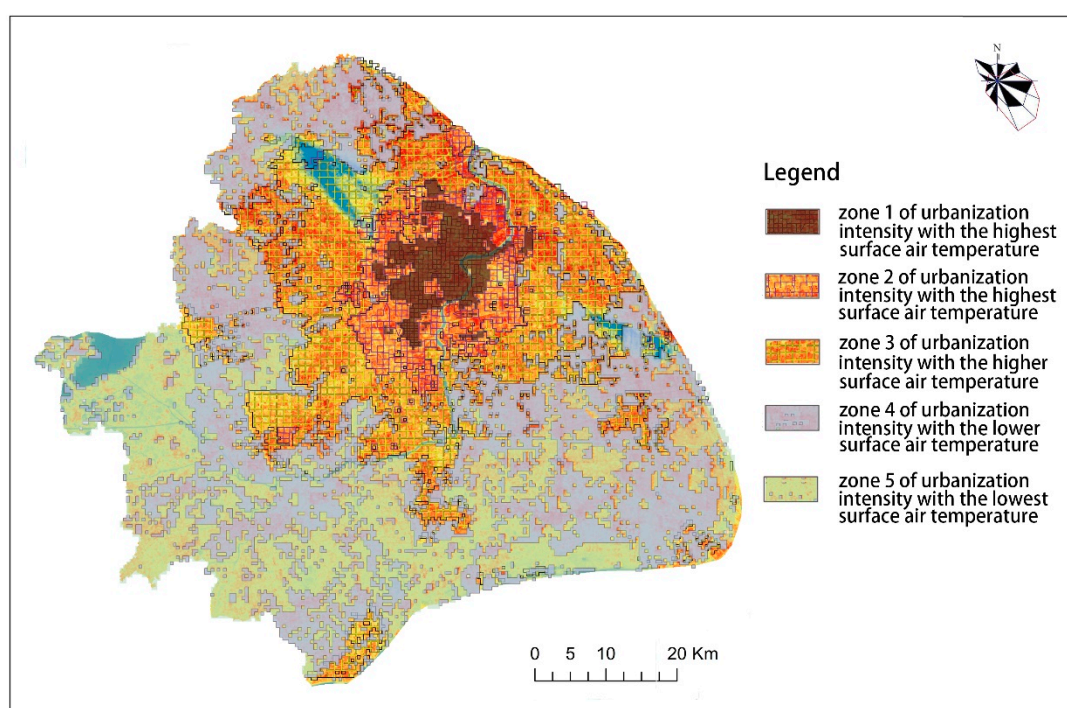 N
Legend
zone 1 of urbanization
intensity with the highest
surface air temperature
zone 2 of urbanization
intensity with the highest
surface air temperature
zone 3 of urbanization
intensity with the higher
surface air temperature
zone 4 of urbanization
intensity with the lower
surface air temperature
zone 5 of urbanization
intensity with the lowest
surface air temperature
0 5 10 20 Km